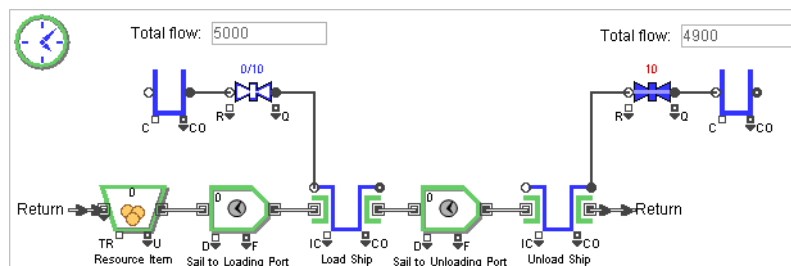 Total flow: 5000
Total flow: 4900
0/10
10
C CO R Q R Q C CO
Return 0 0 0 Return
TR U D F IC CO D F IC CO
Resource Item Sail to Loading Port Load Ship Sail to Unloading Port Unload Ship